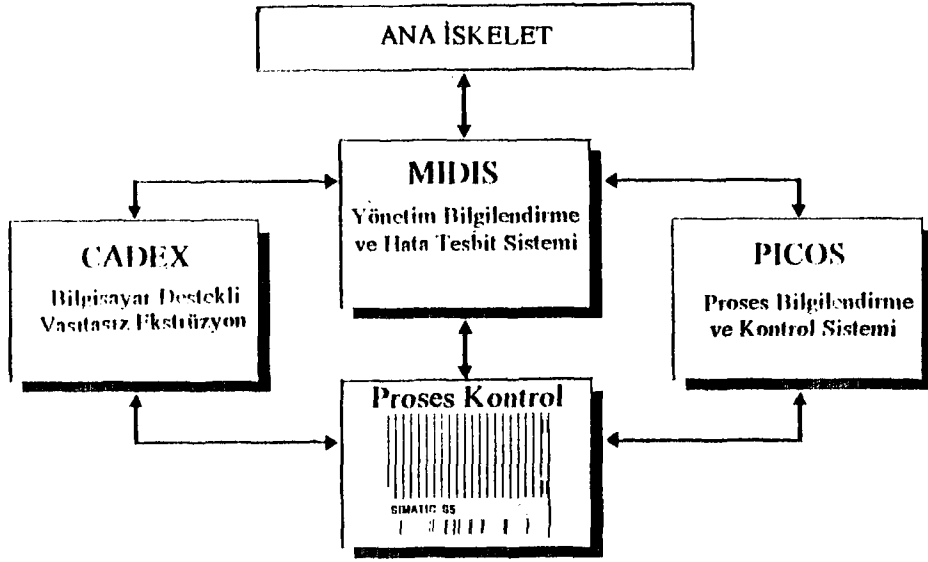 ANA İSKELET
MIDIS
Yönetim Bilgilendirme
ve Hata Tesbit Sistemi
CADEX
Bilgisayar Destekli
Vasıtasız Ekstrüzyon
PICOS
Proses Bilgilendirme
ve Kontrol Sistemi
Proses Kontrol
SIMATIC S5